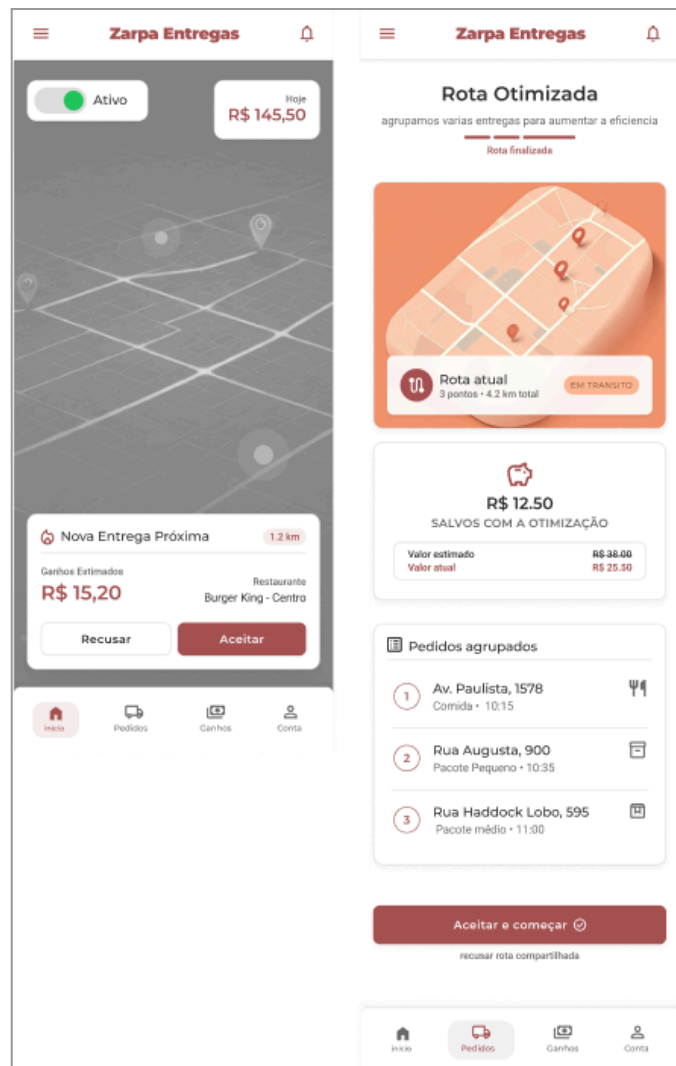 Zarpa Entregas
Ativo
Hoje
R$ 145,50
Nova Entrega Próxima
1.2 km
Ganhos Estimados
R$ 15,20
Restaurante
Burger King - Centro
Recusar
Aceitar
inicio
Pedidos
Ganhos
Conta
Zarpa Entregas
Rota Otimizada
agrupamos varias entregas para aumentar a eficiencia
Rota finalizada
Rota atual
3 pontos • 4.2 km total
EM TRANSITO
R$ 12.50
SALVOS COM A OTIMIZAÇÃO
Valor estimado
R$ 38.00
Valor atual
R$ 25.50
Pedidos agrupados
1
Av. Paulista, 1578
Comida • 10:15
2
Rua Augusta, 900
Pacote Pequeno • 10:35
3
Rua Haddock Lobo, 595
Pacote médio • 11:00
Aceitar e começar
recusar rota compartilhada
inicio
Pedidos
Ganhos
Conta